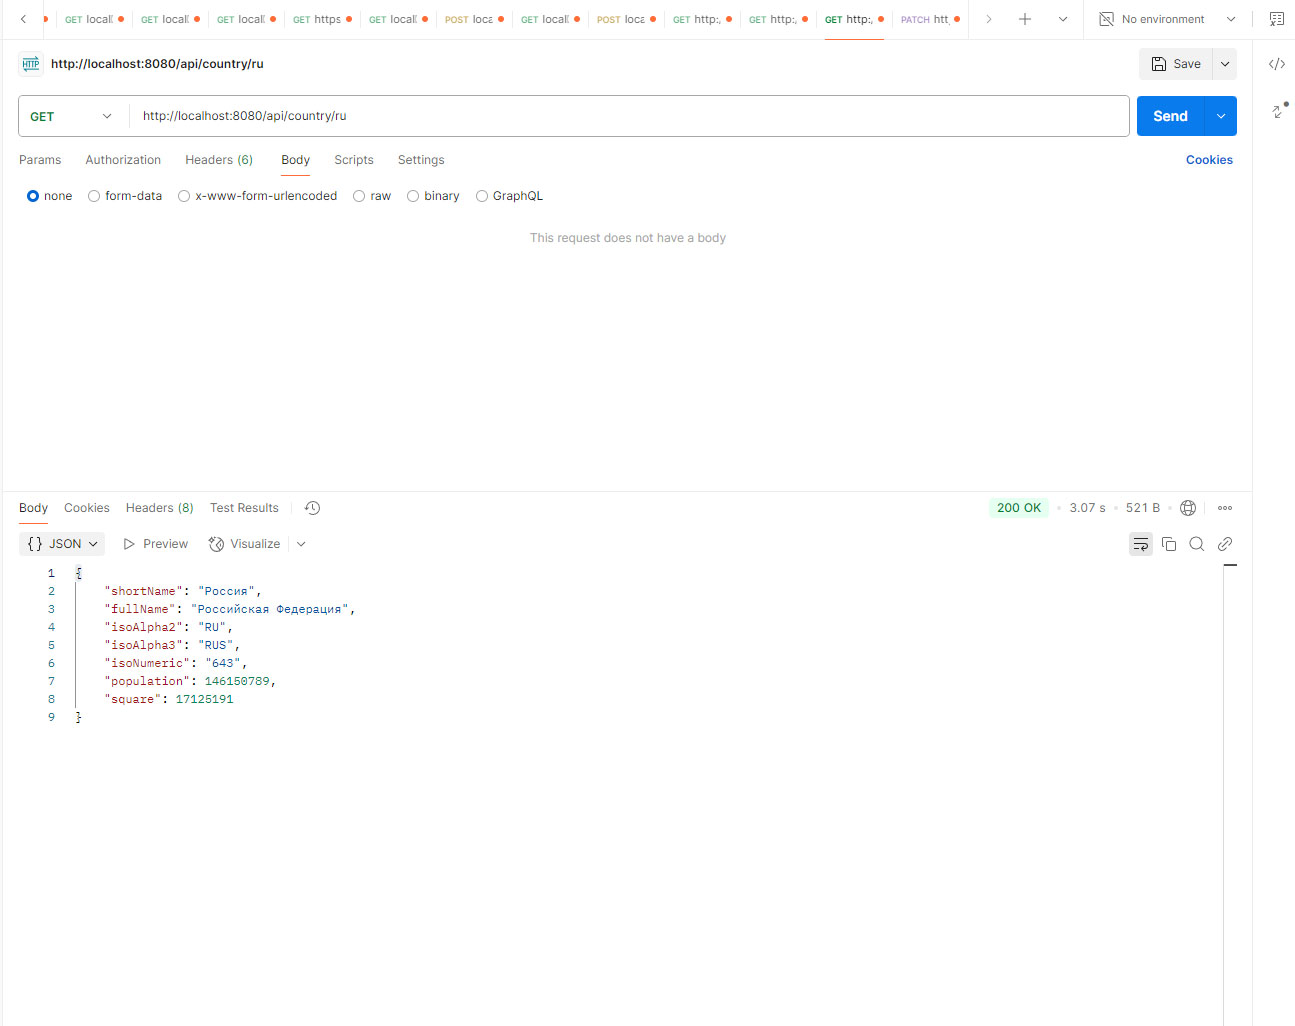 GET locall GET locall GET locall GET https GET locall POST loca GET locall POST loca GET http:, GET http:, GET http:, PATCH htt No environment
HTTP http://localhost:8080/api/country/ru Save
GET http://localhost:8080/api/country/ru Send
Params Authorization Headers (6) Body Scripts Settings Cookies
none form-data x-www-form-urlencoded raw binary GraphQL
This request does not have a body
Body Cookies Headers (8) Test Results 200 OK • 3.07 s • 521 B •
{} JSON Preview Visualize
1 {
2 "shortName": "Россия",
3 "fullName": "Российская Федерация",
4 "isoAlpha2": "RU",
5 "isoAlpha3": "RUS",
6 "isoNumeric": "643",
7 "population": 146150789,
8 "square": 17125191
9 }